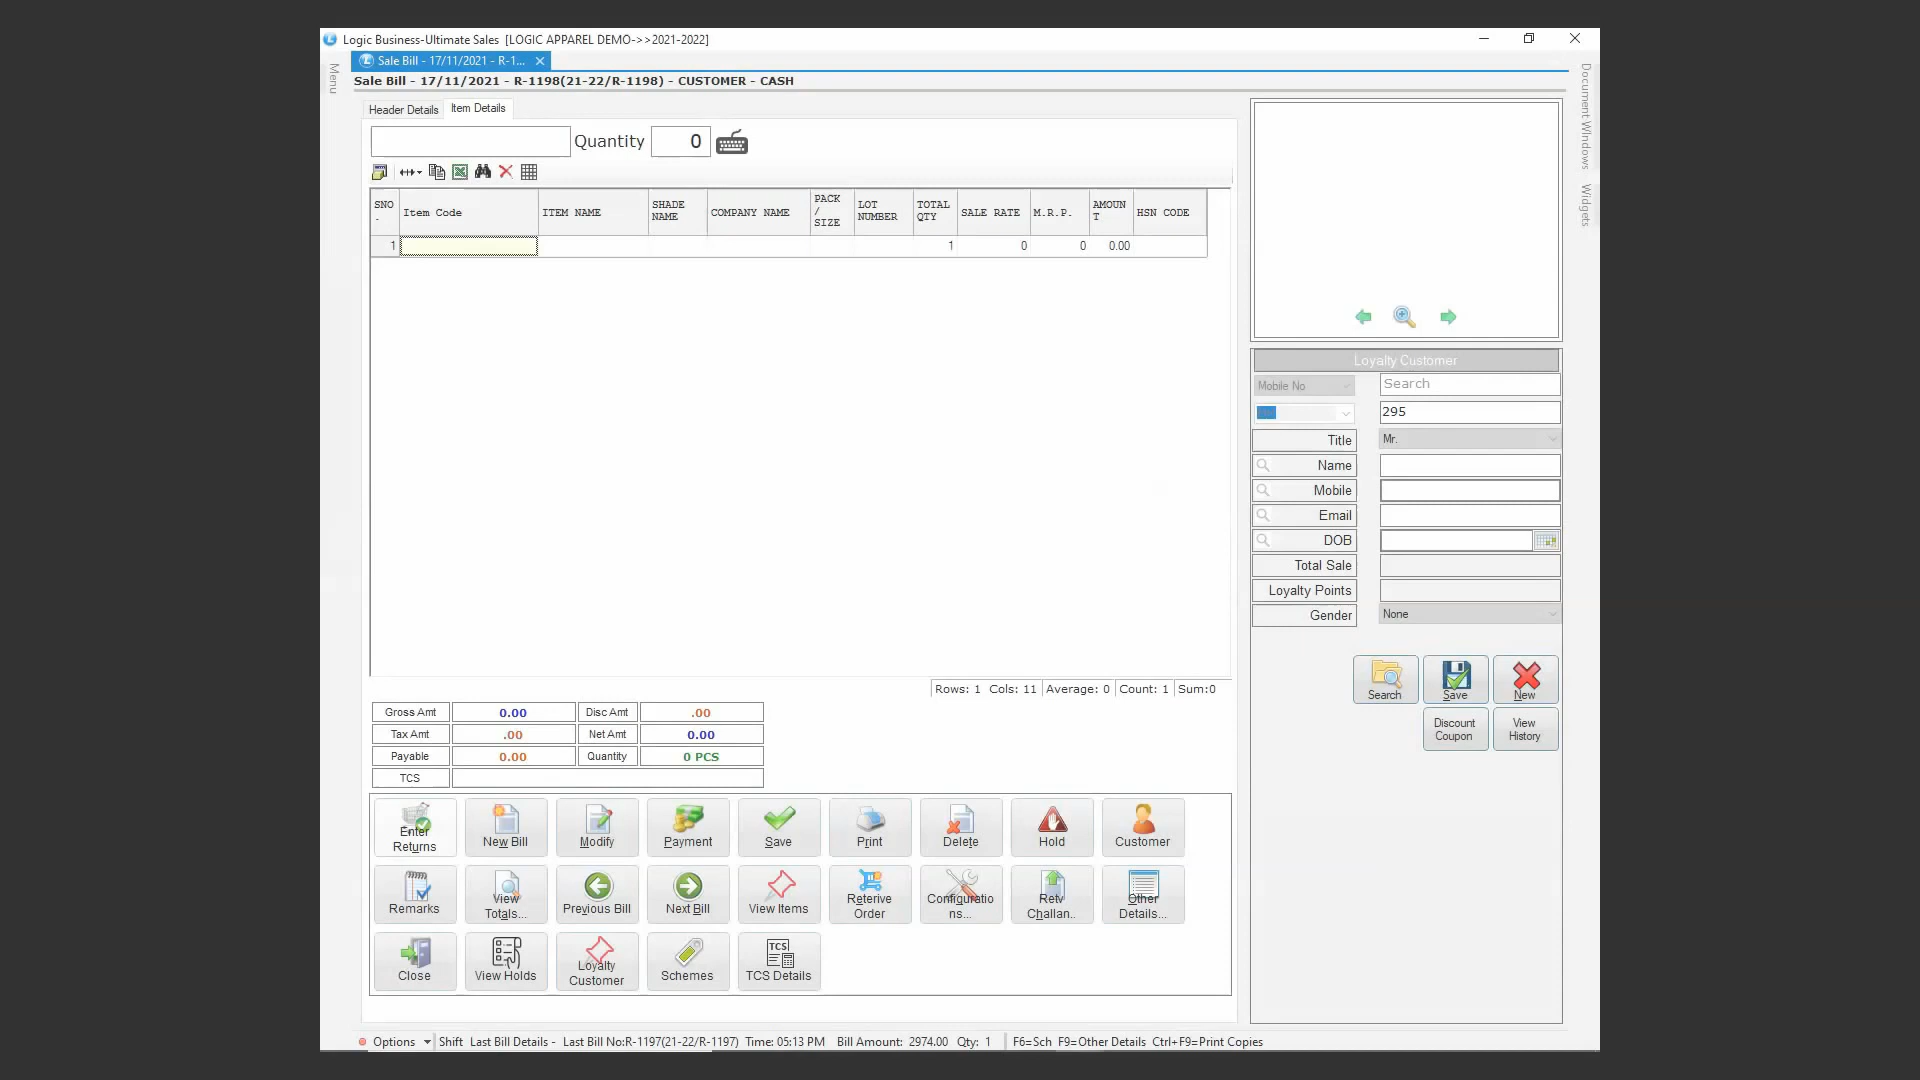 Logic Business-Ultimate Sales [LOGIC APPAREL DEMO->>2021-2022]
Menu
Sale Bill - 17/11/2021 - R-1...
Sale Bill - 17/11/2021 - R-1198(21-22/R-1198) - CUSTOMER - CASH
Document Windows
Widgets
Header Details
Item Details
Quantity 0
SNO. Item Code ITEM NAME SHADE NAME COMPANY NAME PACK / SIZE LOT NUMBER TOTAL QTY SALE RATE M.R.P. AMOUNT HSN CODE
1 1 0 0 0.00
Rows: 1 Cols: 11 Average: 0 Count: 1 Sum:0
Gross Amt 0.00 Disc Amt .00
Tax Amt .00 Net Amt 0.00
Payable 0.00 Quantity 0 PCS
TCS
Enter Returns
New Bill
Modify
Payment
Save
Print
Delete
Hold
Customer
Remarks
View Totals...
Previous Bill
Next Bill
View Items
Reterive Order
Configurations...
Retv Challan..
Other Details...
Close
View Holds
Loyalty Customer
Schemes
TCS
TCS Details
Loyalty Customer
Mobile No Search
295
Title Mr.
Name
Mobile
Email
DOB
Total Sale
Loyalty Points
Gender None
Search
Save
New
Discount Coupon
View History
Options Shift Last Bill Details - Last Bill No:R-1197(21-22/R-1197) Time: 05:13 PM Bill Amount: 2974.00 Qty: 1 F6=Sch F9=Other Details Ctrl+F9=Print Copies